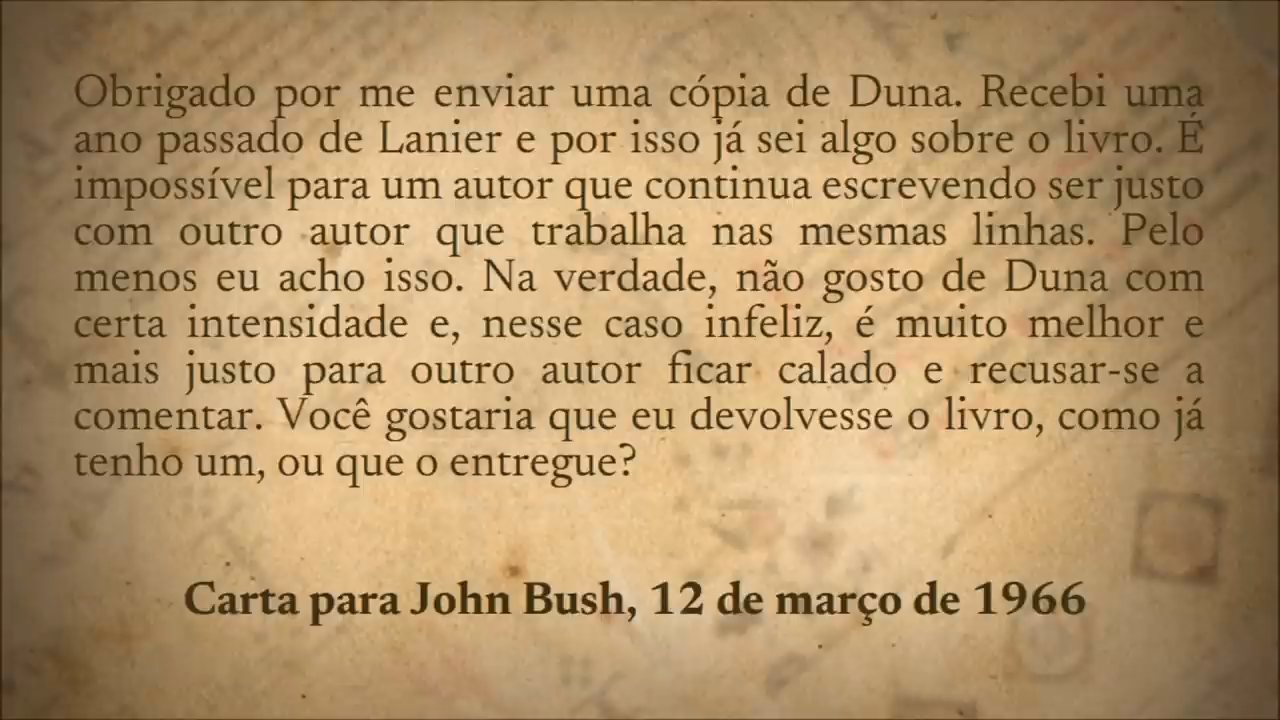 Obrigado por me enviar uma cópia de Duna. Recebi uma
ano passado de Lanier e por isso já sei algo sobre o livro. É
impossível para um autor que continua escrevendo ser justo
com outro autor que trabalha nas mesmas linhas. Pelo
menos eu acho isso. Na verdade, não gosto de Duna com
certa intensidade e, nesse caso infeliz, é muito melhor e
mais justo para outro autor ficar calado e recusar-se a
comentar. Você gostaria que eu devolvesse o livro, como já
tenho um, ou que o entregue?
Carta para John Bush, 12 de março de 1966